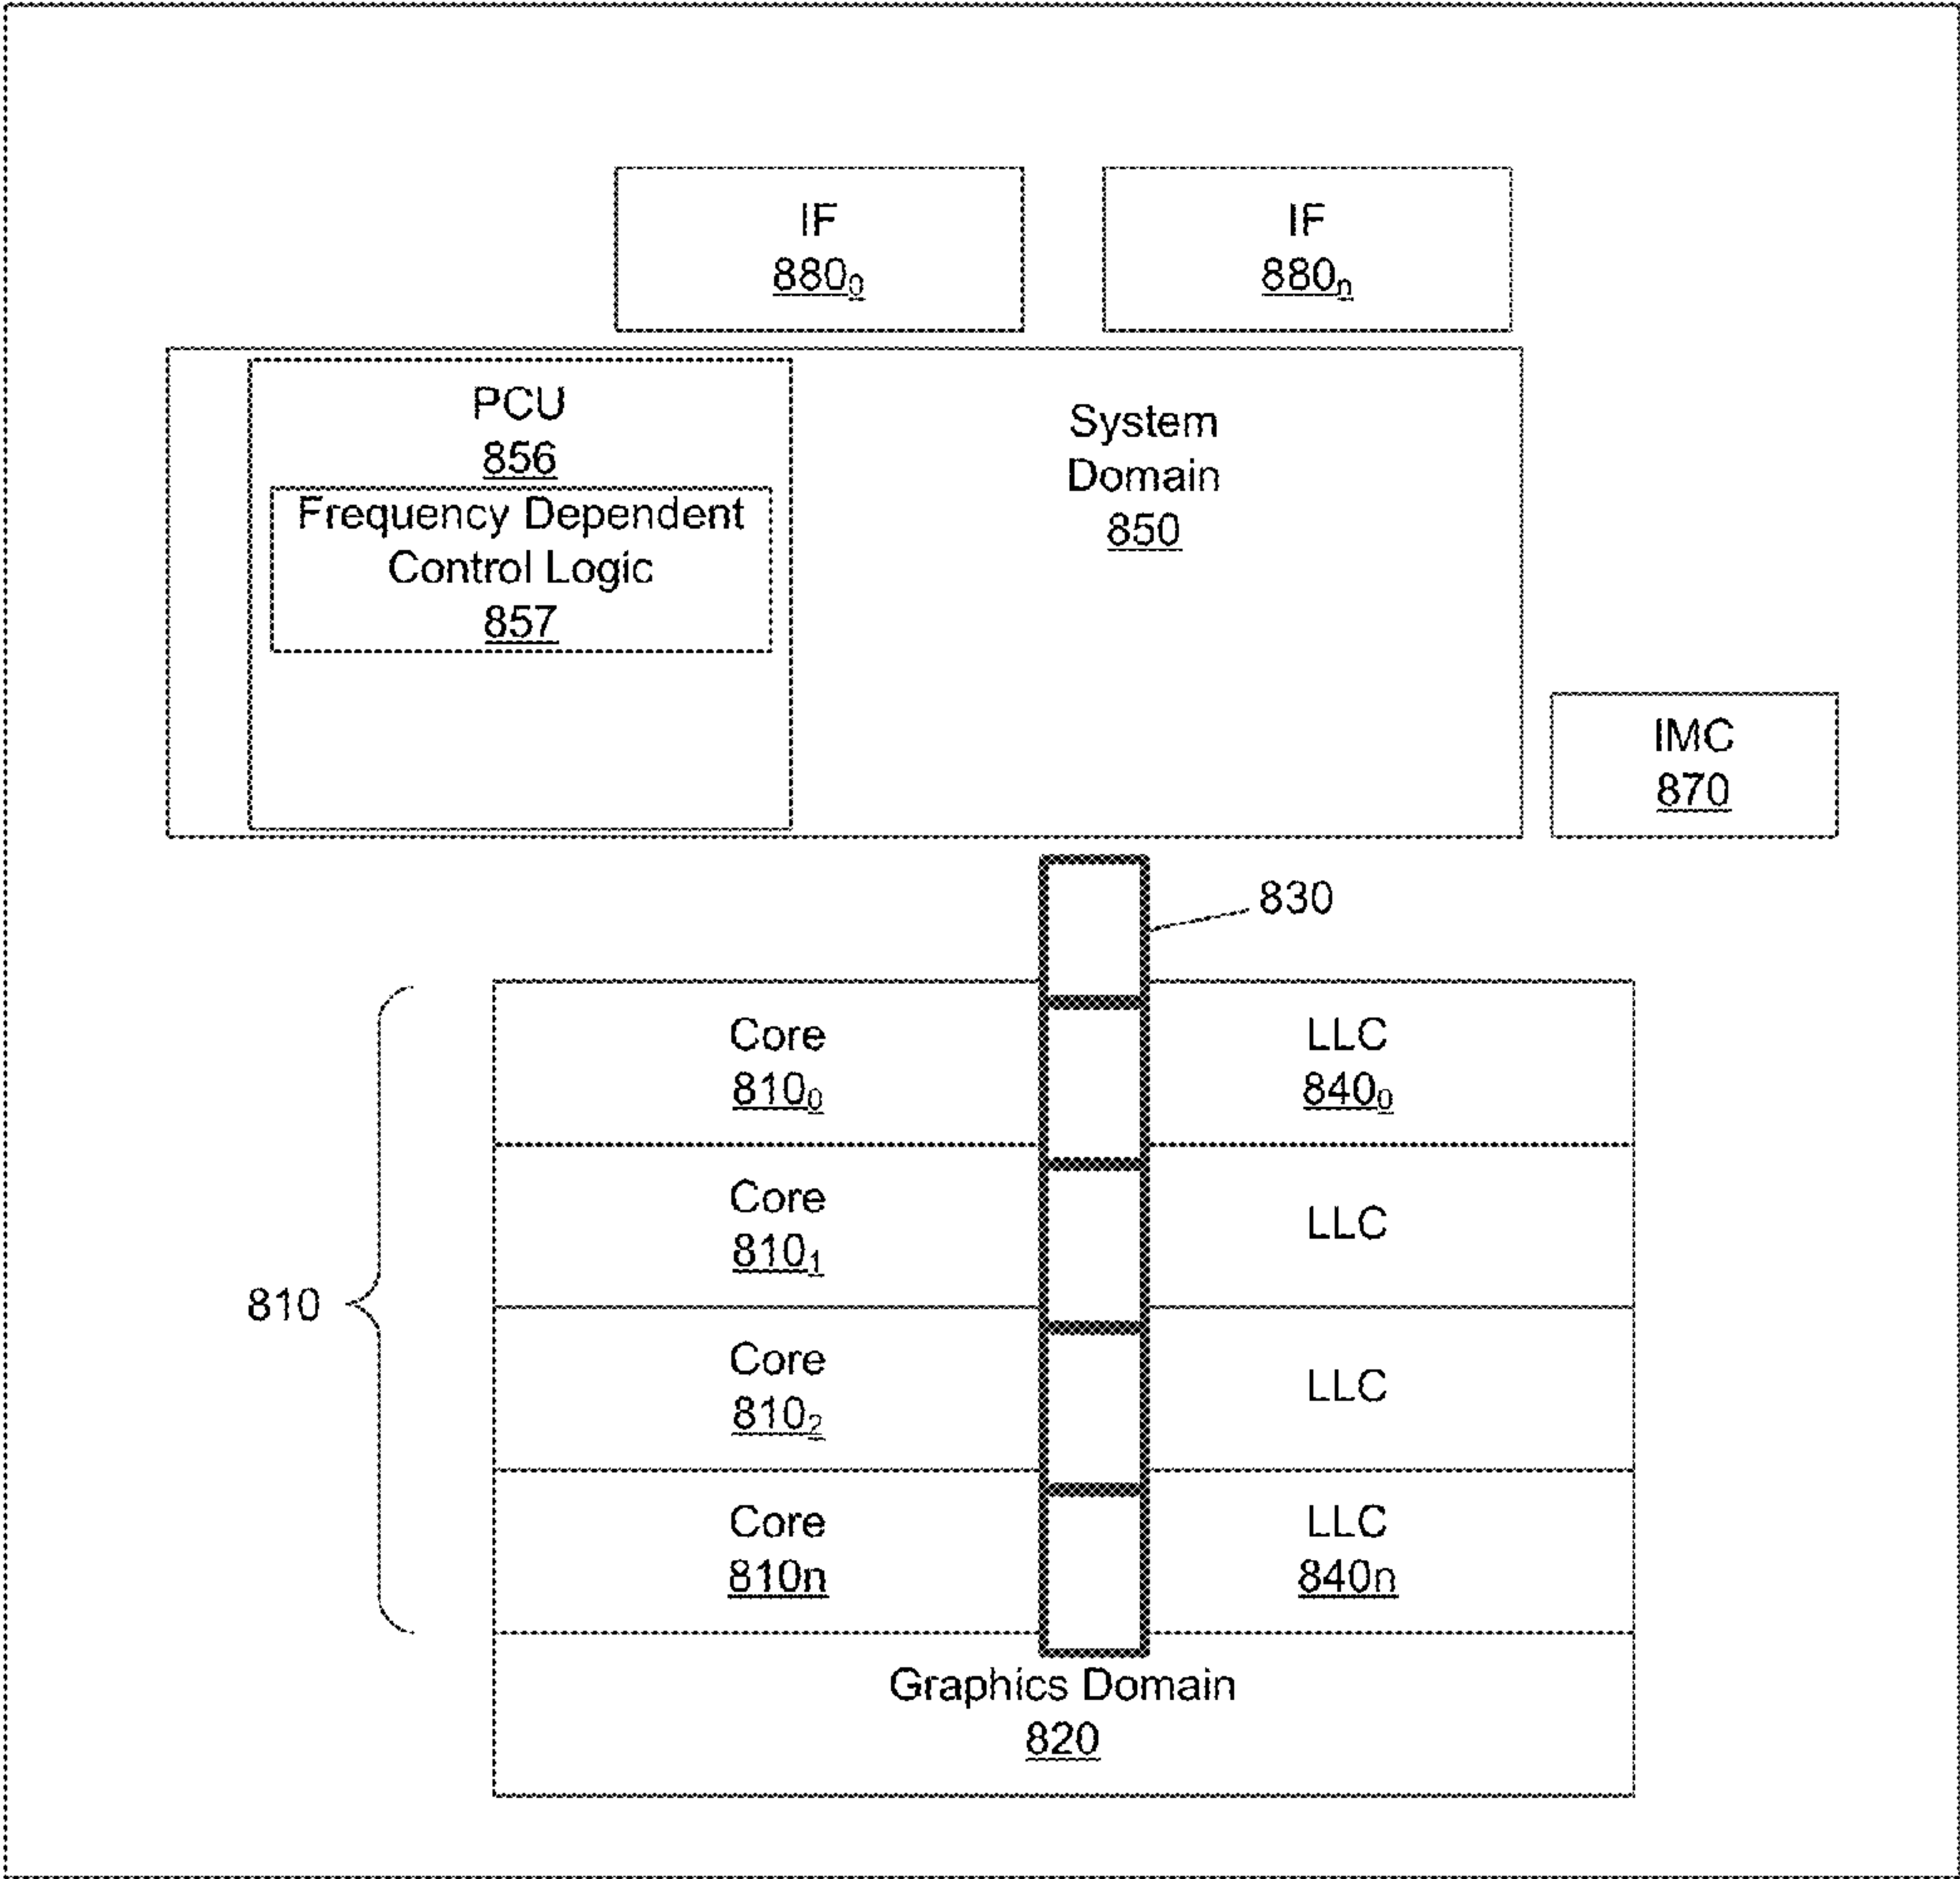 IF
880₀
IF
880ₙ
PCU
856
Frequency Dependent
Control Logic
857
System
Domain
850
IMC
870
830
810
Core
810₀
LLC
840₀
Core
810₁
LLC
Core
810₂
LLC
Core
810n
LLC
840n
Graphics Domain
820